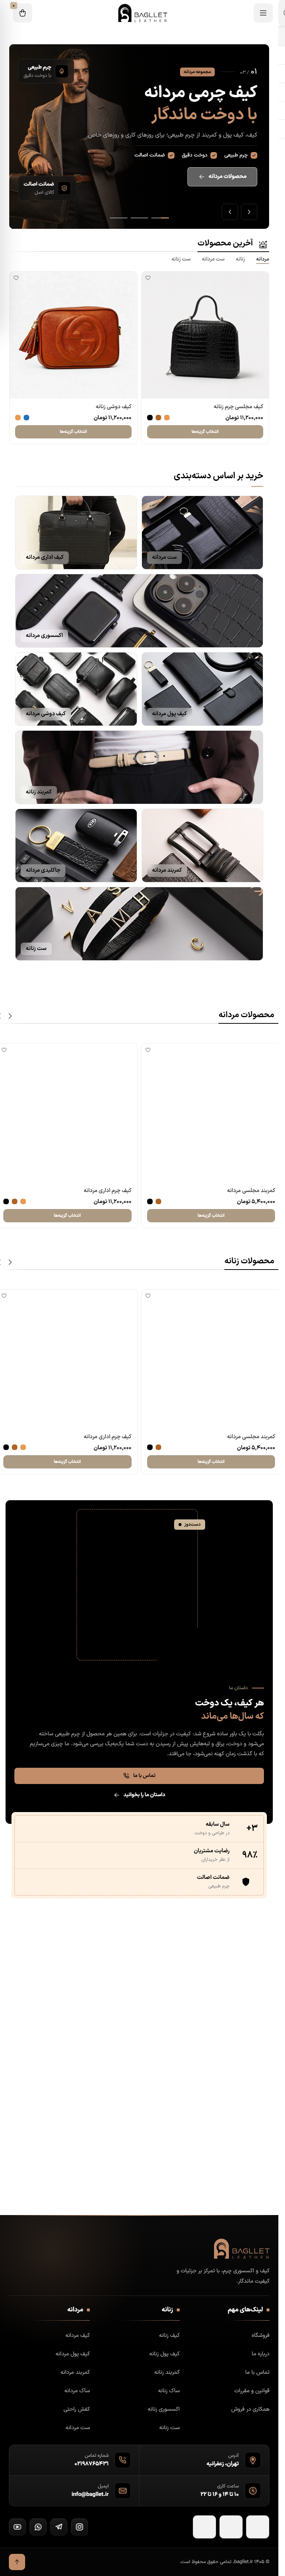 BAGLLET
LEATHER
۰۱ / ۰۳
مجموعه مردانه
کیف چرمی مردانه
با دوخت ماندگار
کیف، کیف پول و کمربند از چرم طبیعی؛ برای روزهای کاری و روزهای خاص.
چرم طبیعی
دوخت دقیق
ضمانت اصالت
محصولات مردانه
چرم طبیعی
با دوخت دقیق
ضمانت اصالت
کالای اصل
آخرین محصولات
مردانه
زنانه
ست مردانه
ست زنانه
کیف مجلسی چرم زنانه
۱۱,۲۰۰,۰۰۰ تومان
انتخاب گزینه‌ها
کیف دوشی زنانه
۱۱,۲۰۰,۰۰۰ تومان
انتخاب گزینه‌ها
خرید بر اساس دسته‌بندی
ست مردانه
کیف اداری مردانه
اکسسوری مردانه
کیف پول مردانه
کیف دوشی مردانه
کمربند زنانه
کمربند مردانه
جاکلیدی مردانه
ست زنانه
محصولات مردانه
کمربند مجلسی مردانه
۵,۴۰۰,۰۰۰ تومان
انتخاب گزینه‌ها
کیف چرم اداری مردانه
۱۱,۲۰۰,۰۰۰ تومان
انتخاب گزینه‌ها
محصولات زنانه
کمربند مجلسی مردانه
۵,۴۰۰,۰۰۰ تومان
انتخاب گزینه‌ها
کیف چرم اداری مردانه
۱۱,۲۰۰,۰۰۰ تومان
انتخاب گزینه‌ها
دست‌دوز
داستان ما
هر کیف، یک دوخت
که سال‌ها می‌ماند
بگلت با یک باور ساده شروع شد: کیفیت در جزئیات است. برای همین هر محصول از چرم طبیعی ساخته
می‌شود و دوخت، یراق و لبه‌هایش پیش از رسیدن به دست شما یک‌به‌یک بررسی می‌شود. ما چیزی می‌سازیم
که با گذشت زمان کهنه نمی‌شود، جا می‌افتد.
تماس با ما
داستان ما را بخوانید
+۳
سال سابقه
در طراحی و دوخت
۹۸٪
رضایت مشتریان
از نظر خریداران
ضمانت اصالت
چرم طبیعی
BAGLLET
LEATHER
کیف و اکسسوری چرم، با تمرکز بر جزئیات و
کیفیت ماندگار.
لینک‌های مهم
فروشگاه
درباره ما
تماس با ما
قوانین و مقررات
همکاری در فروش
زنانه
کیف زنانه
کیف پول زنانه
کمربند زنانه
ساک زنانه
اکسسوری زنانه
ست زنانه
مردانه
کیف مردانه
کیف پول مردانه
کمربند مردانه
ساک مردانه
کفش راحتی
ست مردانه
آدرس
تهران، زعفرانیه
شماره تماس
۰۲۱۹۸۷۶۵۴۳۱
ساعت کاری
۱۰ تا ۱۴ و ۱۶ تا ۲۲
ایمیل
info@bagllet.ir
© ۱۴۰۵ bagllet.ir. تمامی حقوق محفوظ است.